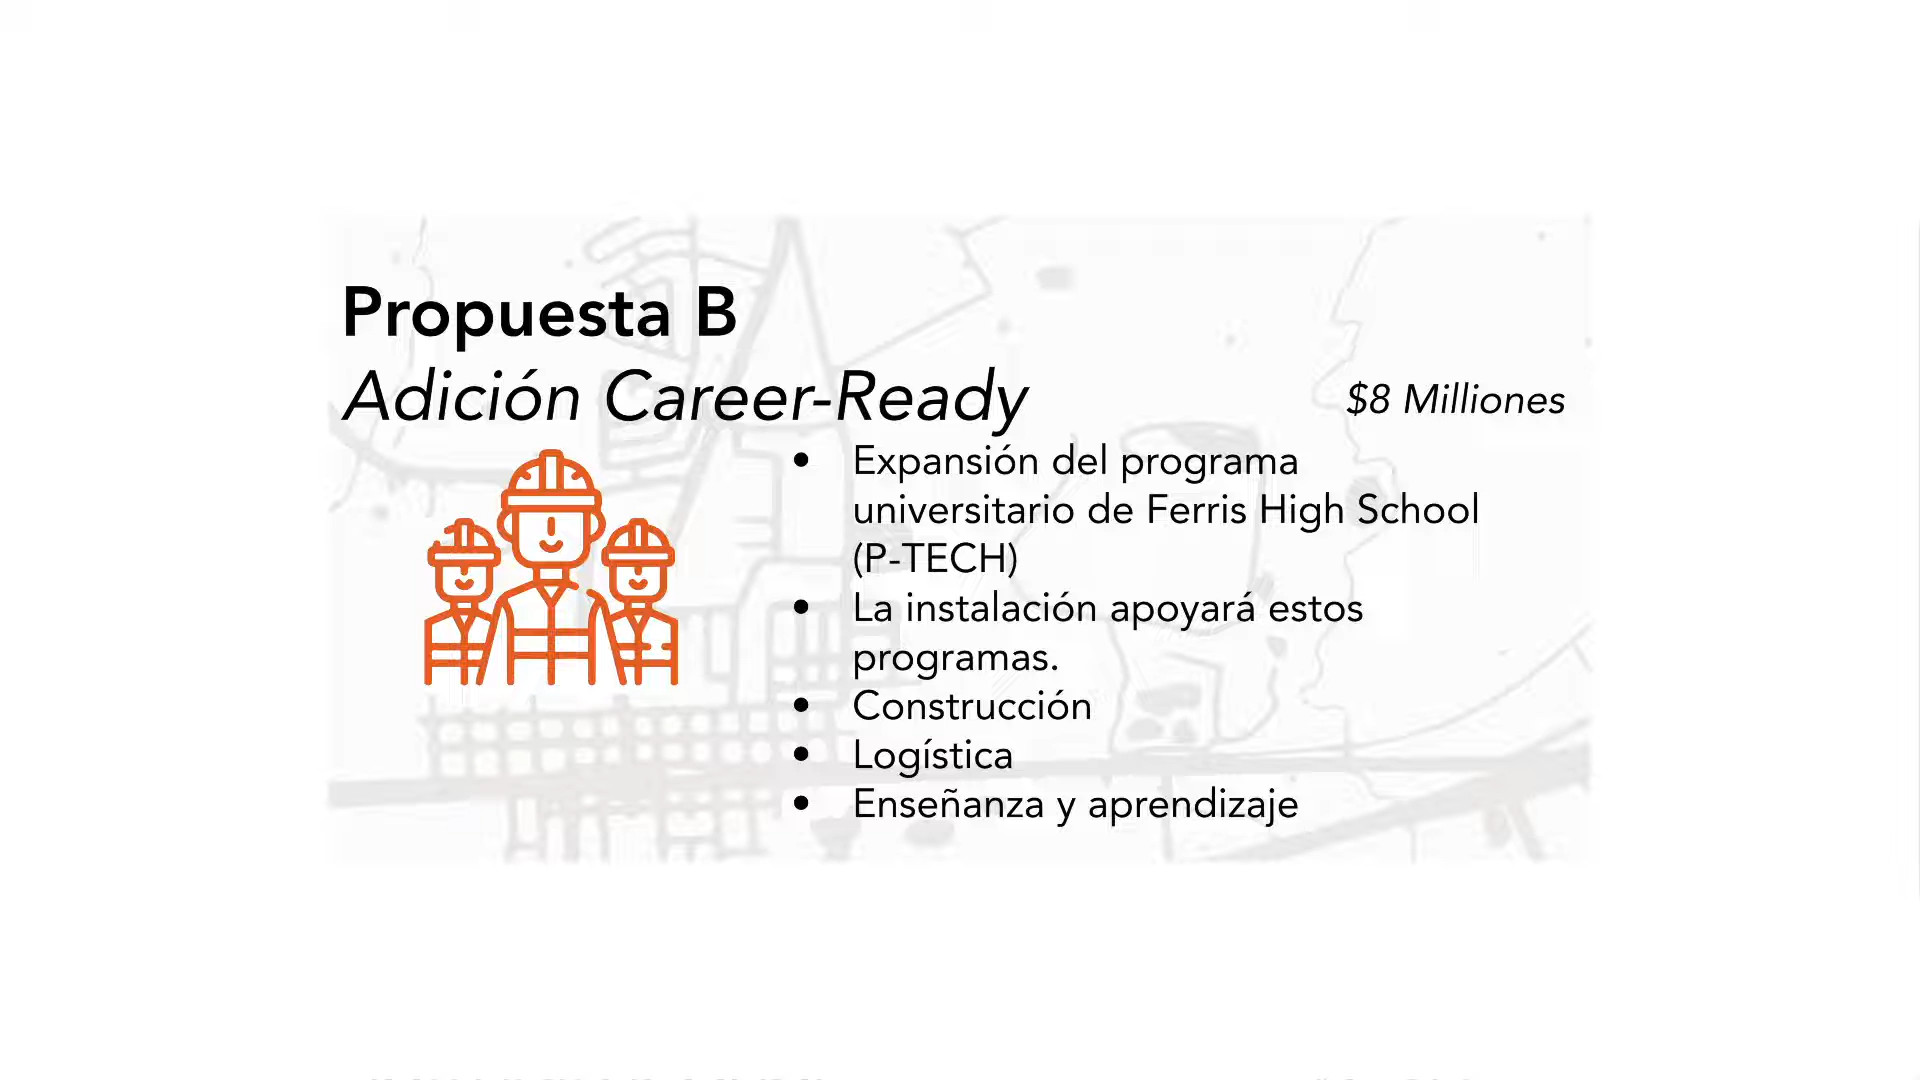 Propuesta B
Adición Career-Ready
$8 Milliones
• Expansión del programa
universitario de Ferris High School
(P-TECH)
• La instalación apoyará estos
programas.
• Construcción
• Logística
• Enseñanza y aprendizaje